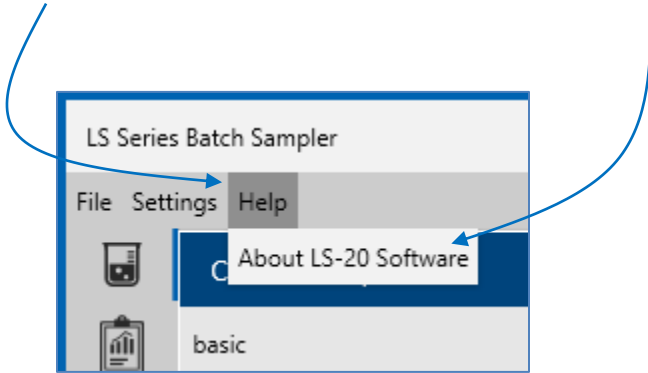 LS Series Batch Sampler
File Settings Help
About LS-20 Software
basic